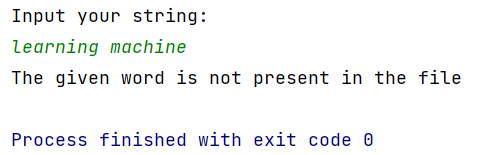 Input your string:
learning machine
The given word is not present in the file
Process finished with exit code 0